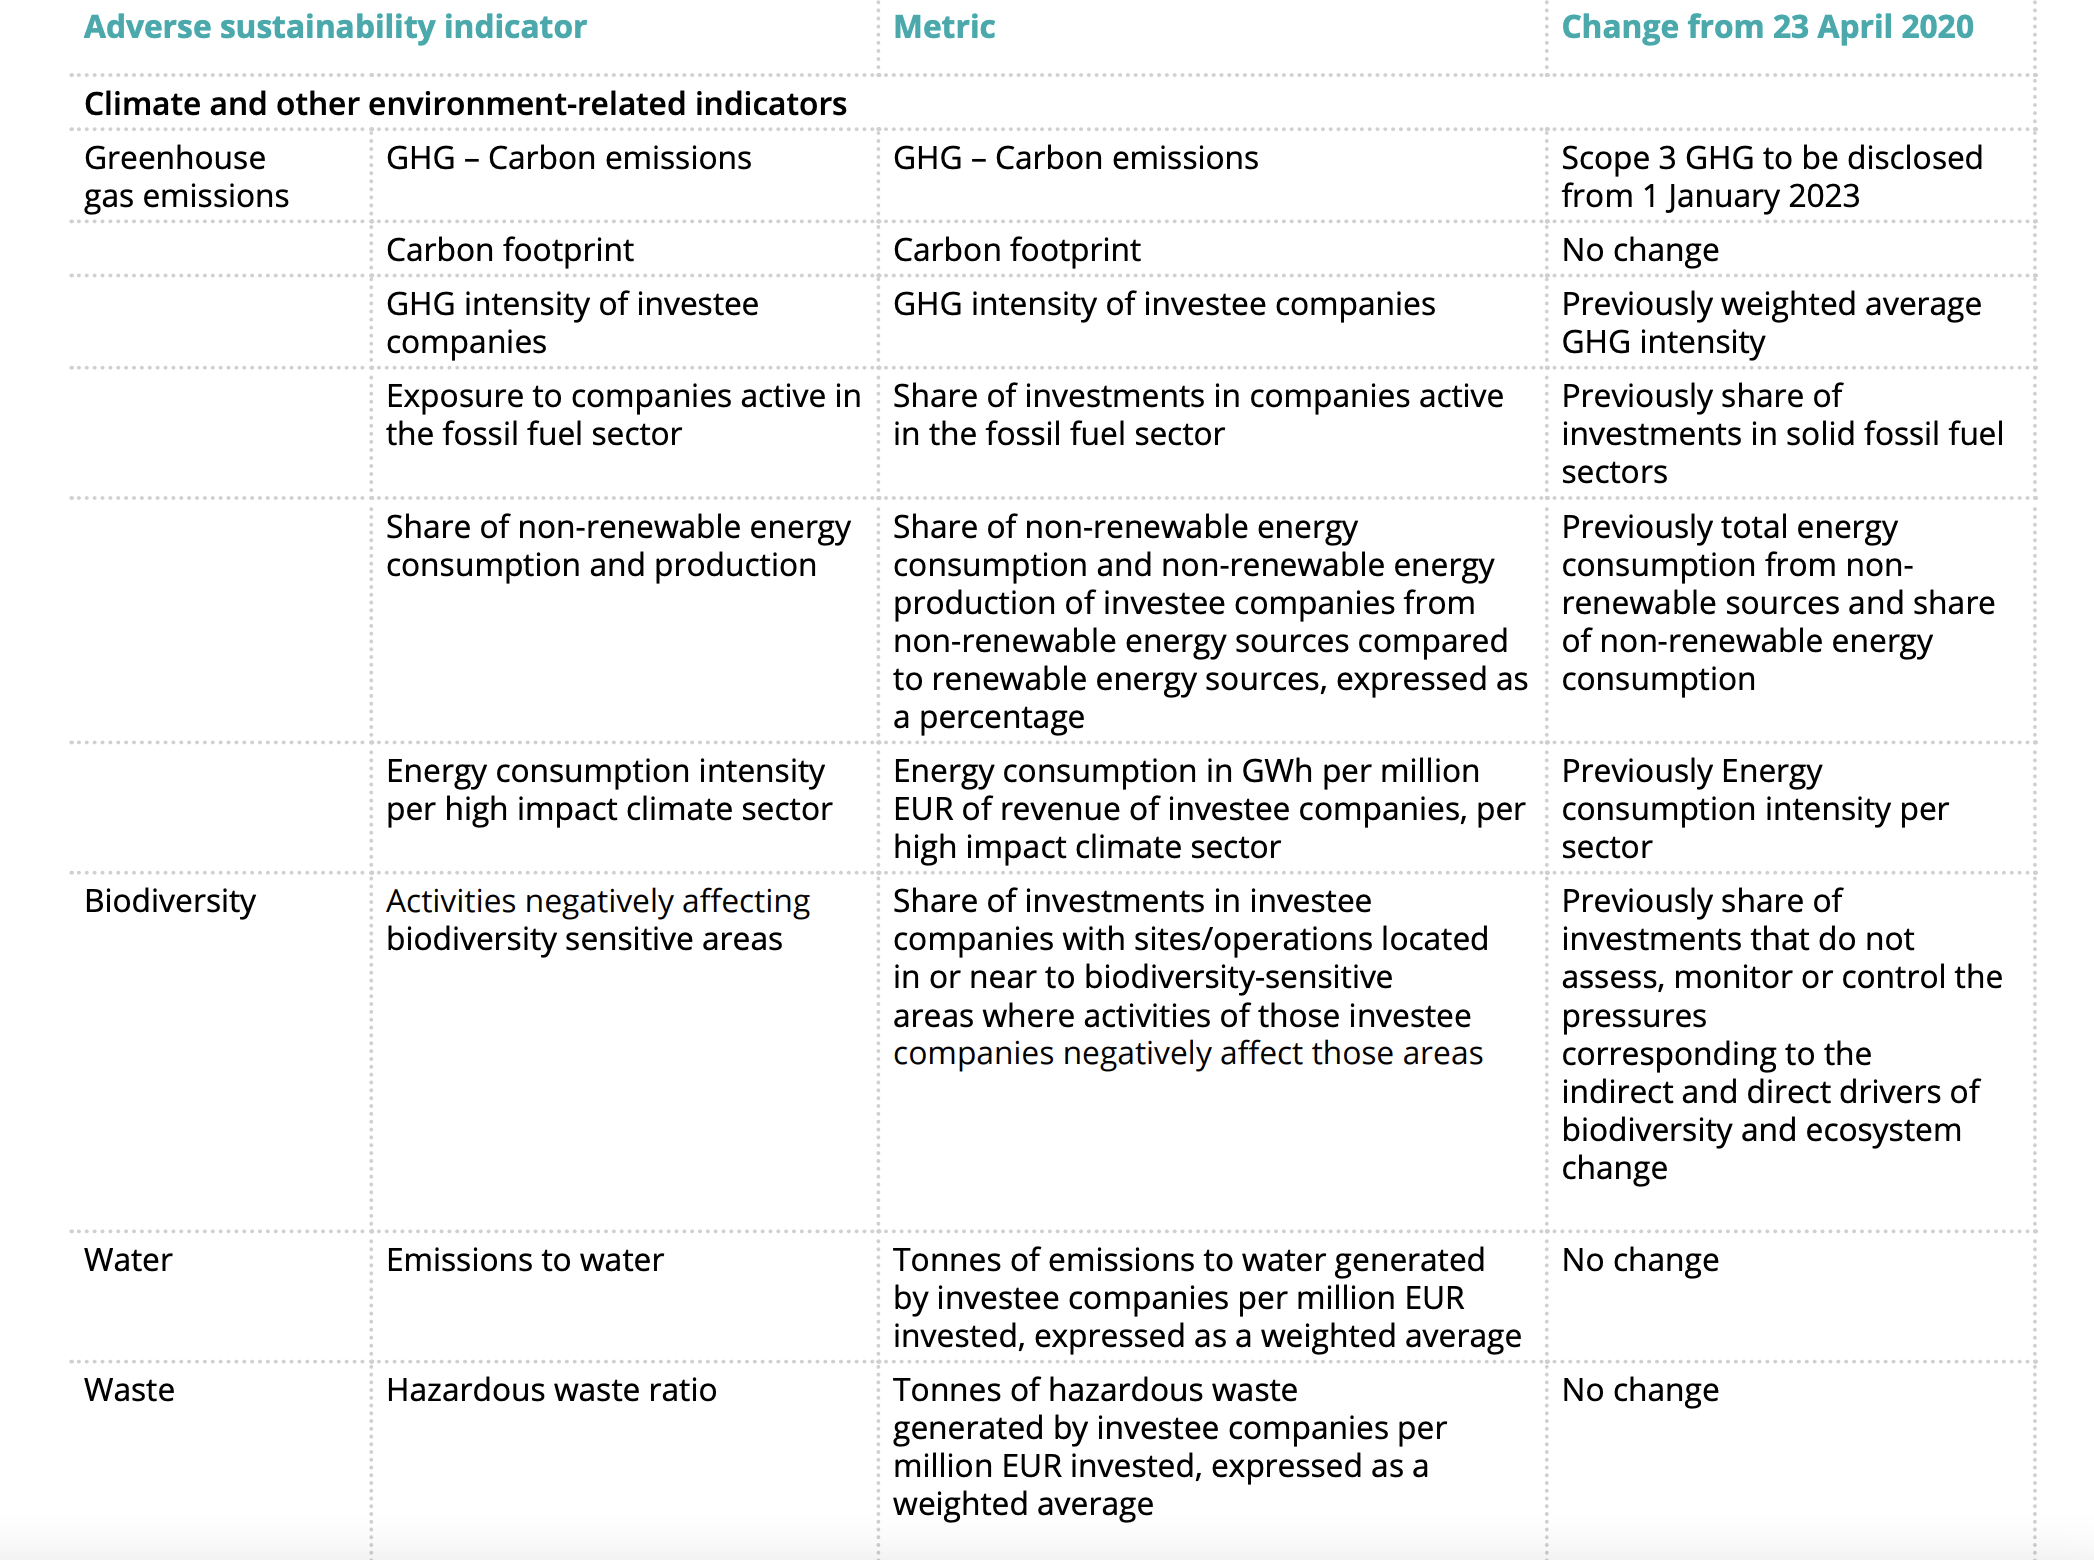 Adverse sustainability indicator
Metric
Change from 23 April 2020
Climate and other environment-related indicators
Greenhouse
gas emissions
GHG – Carbon emissions
GHG – Carbon emissions
Scope 3 GHG to be disclosed
from 1 January 2023
Carbon footprint
Carbon footprint
No change
GHG intensity of investee
companies
GHG intensity of investee companies
Previously weighted average
GHG intensity
Exposure to companies active in
the fossil fuel sector
Share of investments in companies active
in the fossil fuel sector
Previously share of
investments in solid fossil fuel
sectors
Share of non-renewable energy
consumption and production
Share of non-renewable energy
consumption and non-renewable energy
production of investee companies from
non-renewable energy sources compared
to renewable energy sources, expressed as
a percentage
Previously total energy
consumption from non-
renewable sources and share
of non-renewable energy
consumption
Energy consumption intensity
per high impact climate sector
Energy consumption in GWh per million
EUR of revenue of investee companies, per
high impact climate sector
Previously Energy
consumption intensity per
sector
Biodiversity
Activities negatively affecting
biodiversity sensitive areas
Share of investments in investee
companies with sites/operations located
in or near to biodiversity-sensitive
areas where activities of those investee
companies negatively affect those areas
Previously share of
investments that do not
assess, monitor or control the
pressures
corresponding to the
indirect and direct drivers of
biodiversity and ecosystem
change
Water
Emissions to water
Tonnes of emissions to water generated
by investee companies per million EUR
invested, expressed as a weighted average
No change
Waste
Hazardous waste ratio
Tonnes of hazardous waste
generated by investee companies per
million EUR invested, expressed as a
weighted average
No change